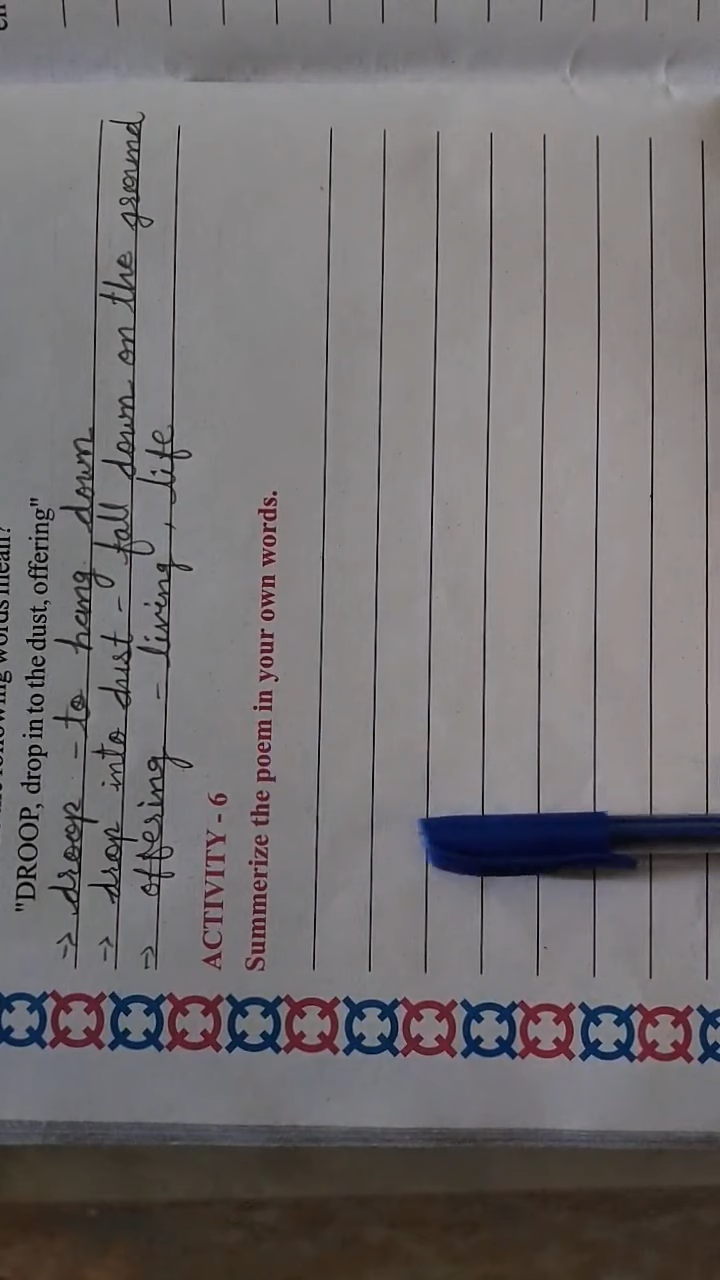 "DROOP, drop in to the dust, offering"
→ droop - to hang down
→ drop into dust - fall down on the ground
→ offering - living, life
ACTIVITY - 6
Summerize the poem in your own words.